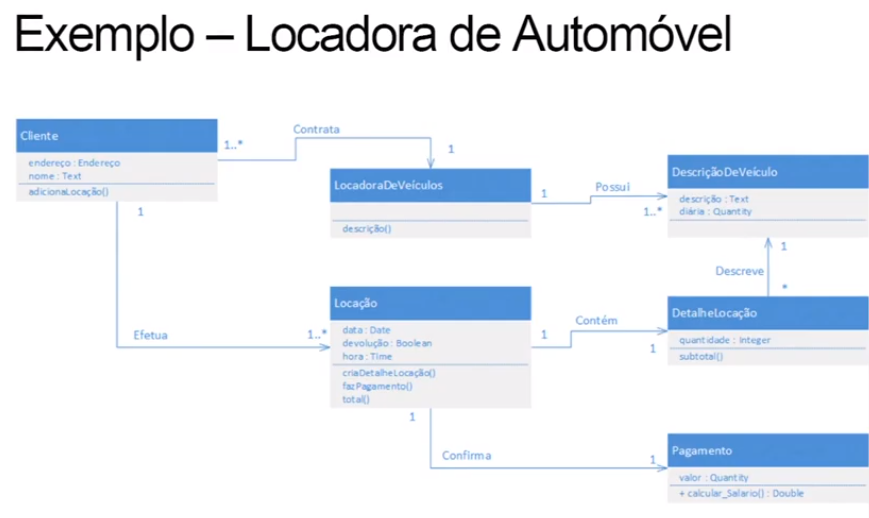 Exemplo – Locadora de Automóvel
Cliente
endereço : Endereço
nome : Text
adicionaLocação()
1..*
Contrata
1
LocadoraDeVeículos
descrição()
1
Possui
1..*
DescriçãoDeVeículo
descrição : Text
diária : Quantity
1
Descreve
*
1
Efetua
1..*
Locação
data : Date
devolução : Boolean
hora : Time
criaDetalheLocação()
fazPagamento()
total()
1
Contém
1
DetalheLocação
quantidade : Integer
subtotal()
1
Confirma
1
Pagamento
valor : Quantity
+ calcular_Salario() : Double